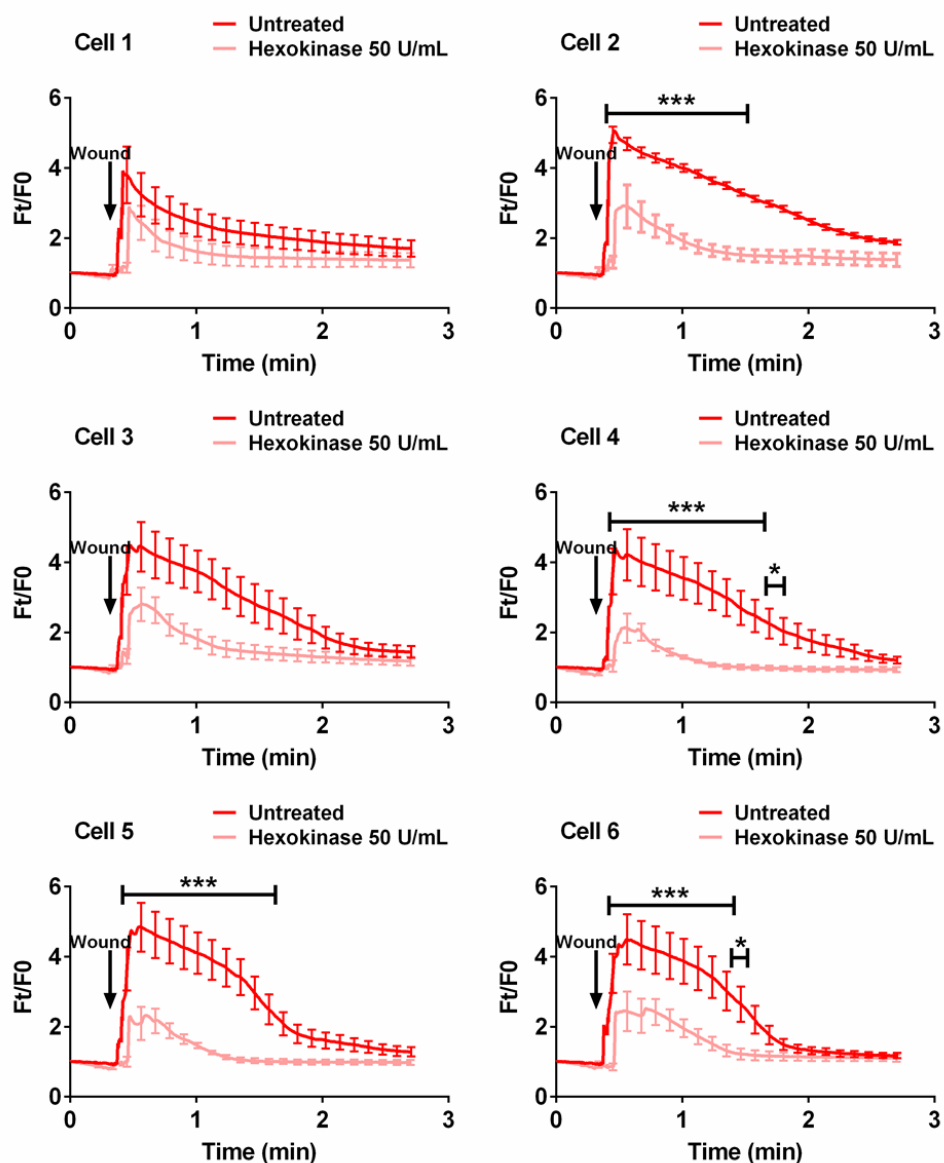 Cell 1
Untreated
Hexokinase 50 U/mL
Ft/F0
6
4
2
0
Wound
0
1
2
3
Time (min)
Cell 2
Untreated
Hexokinase 50 U/mL
Ft/F0
6
4
2
0
***
Wound
0
1
2
3
Time (min)
Cell 3
Untreated
Hexokinase 50 U/mL
Ft/F0
6
4
2
0
Wound
0
1
2
3
Time (min)
Cell 4
Untreated
Hexokinase 50 U/mL
Ft/F0
6
4
2
0
***
*
Wound
0
1
2
3
Time (min)
Cell 5
Untreated
Hexokinase 50 U/mL
Ft/F0
6
4
2
0
***
Wound
0
1
2
3
Time (min)
Cell 6
Untreated
Hexokinase 50 U/mL
Ft/F0
6
4
2
0
***
*
Wound
0
1
2
3
Time (min)